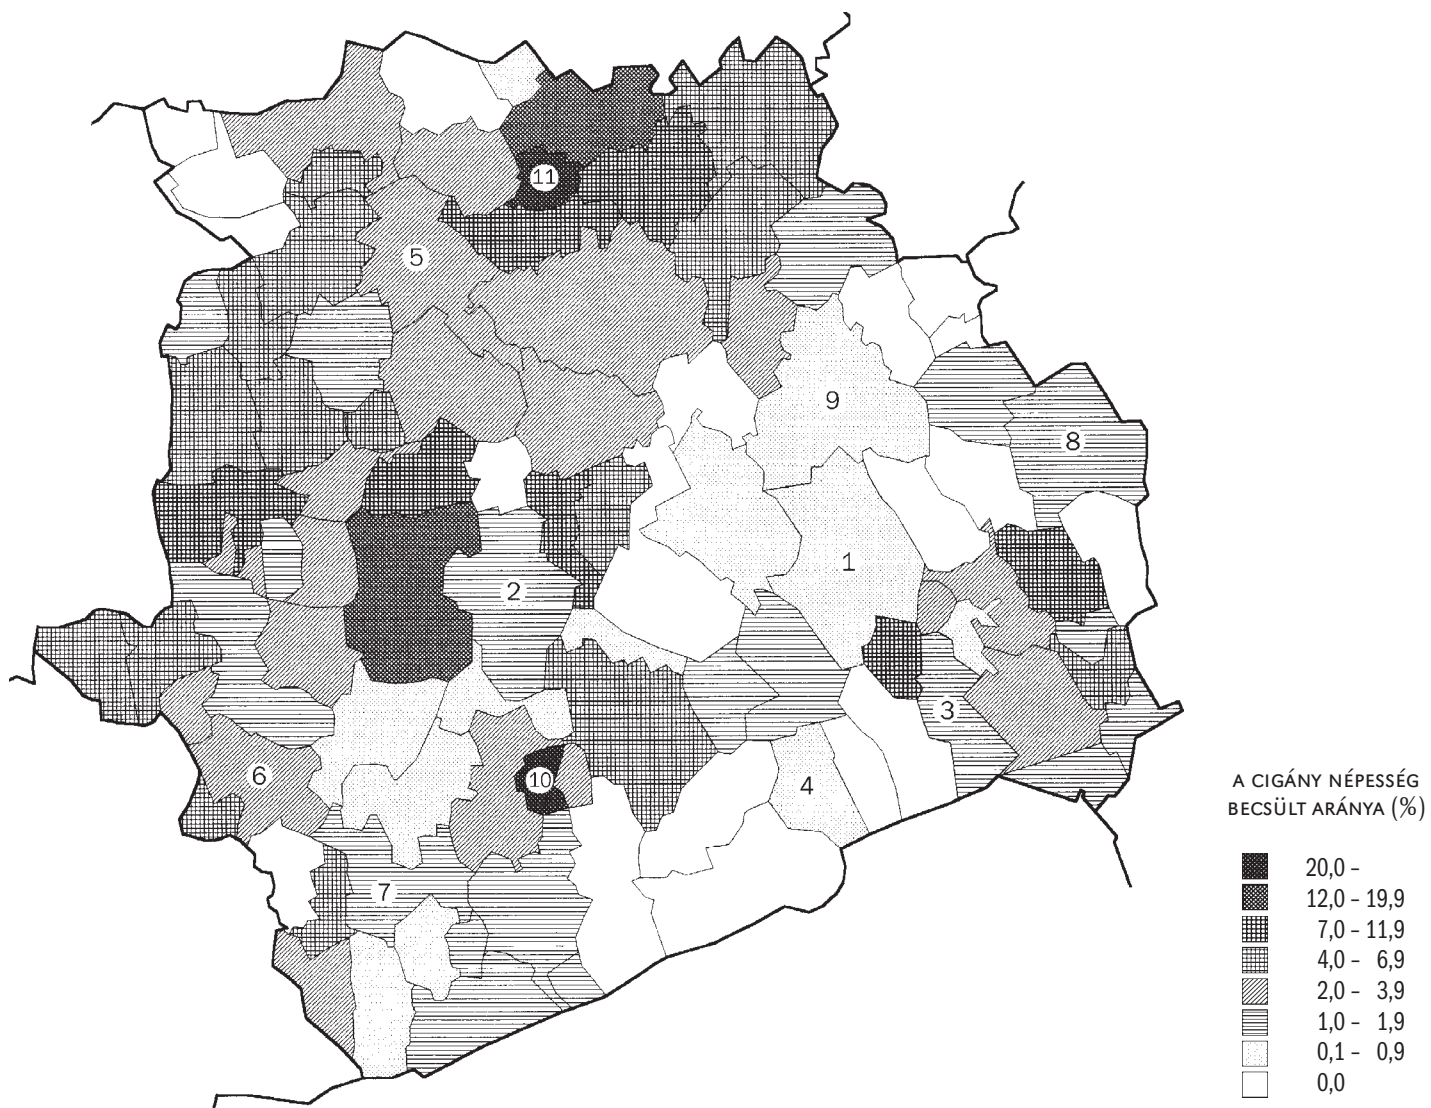 11
5
9
8
1
2
3
6
10
4
7
A CIGÁNY NÉPESSÉG
BECSÜLT ARÁNYA (%)
20,0 –
12,0 – 19,9
7,0 – 11,9
4,0 – 6,9
2,0 – 3,9
1,0 – 1,9
0,1 – 0,9
0,0